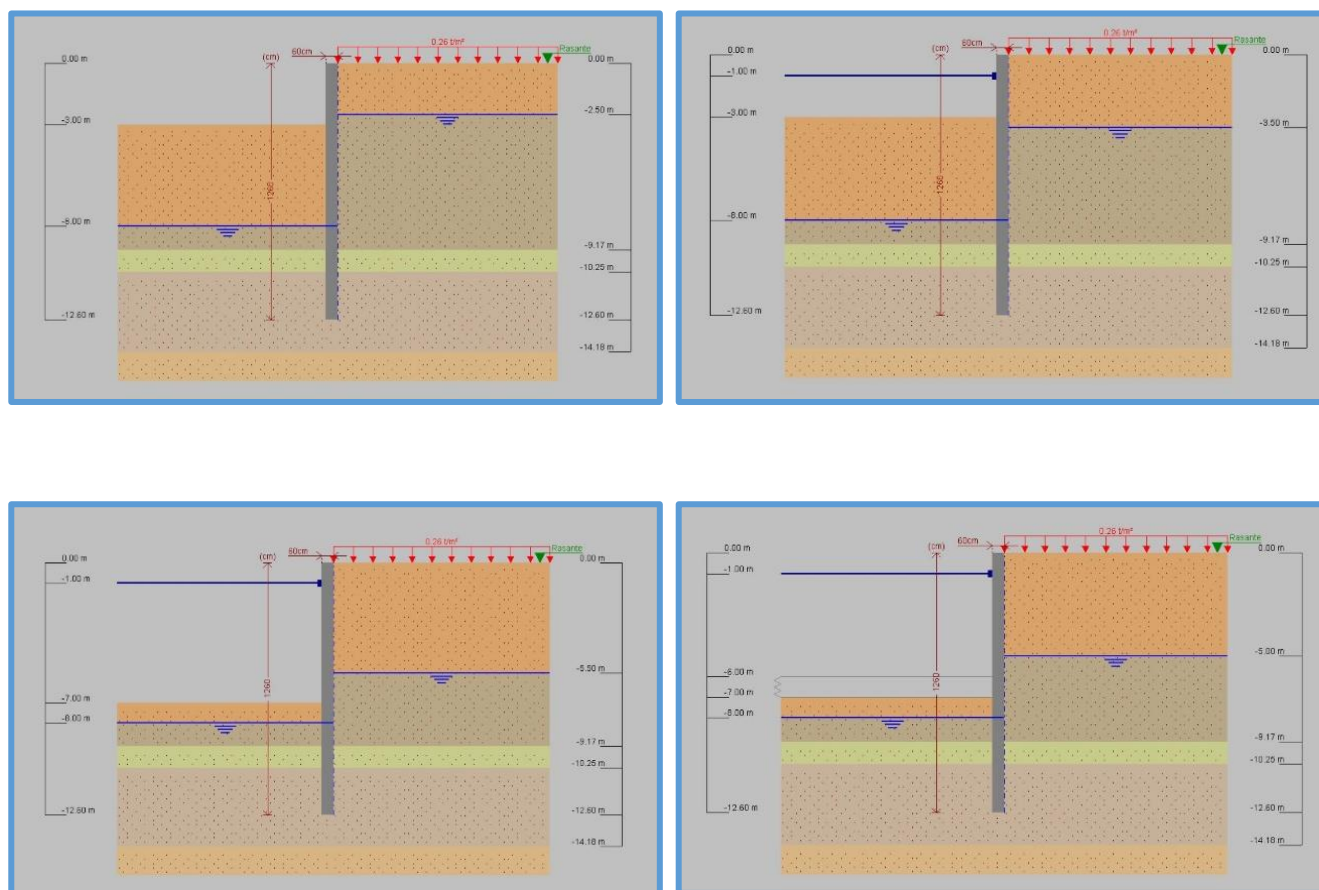 0.26 t/m²
60cm
(cm)
Rasante
0.00 m
0.00 m
-2.50 m
-3.00 m
1260
-8.00 m
-9.17 m
-10.25 m
-12.60 m
-12.60 m
-14.18 m
0.26 t/m²
60cm
Rasante
0.00 m
(cm)
0.00 m
-1.00 m
-3.00 m
-3.50 m
1260
-8.00 m
-9.17 m
-10.25 m
-12.60 m
-12.60 m
-14.18 m
0.26 t/m²
60cm
(cm)
Rasante
0.00 m
0.00 m
-1.00 m
-5.50 m
1260
-7.00 m
-8.00 m
-9.17 m
-10.25 m
-12.60 m
-12.60 m
-14.18 m
0.26 t/m²
60cm
Rasante
0.00 m
(cm)
0.00 m
-1.00 m
-5.00 m
-6.00 m
1260
-7.00 m
-8.00 m
-9.17 m
-10.25 m
-12.60 m
-12.60 m
-14.18 m